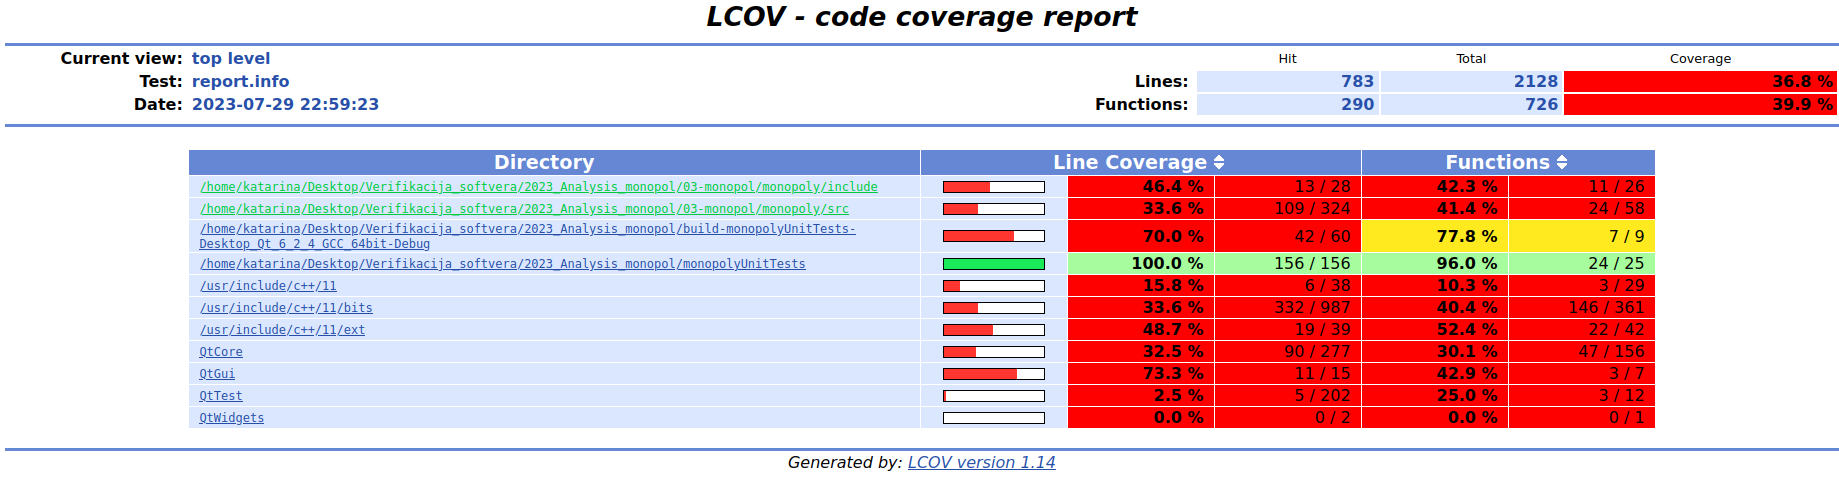 LCOV - code coverage report
Current view: top level
Hit Total Coverage
Test: report.info
Lines: 783 2128 36.8 %
Date: 2023-07-29 22:59:23
Functions: 290 726 39.9 %
Directory Line Coverage Functions
/home/katarina/Desktop/Verifikacija_softvera/2023_Analysis_monopol/03-monopol/monopoly/include 46.4 % 13 / 28 42.3 % 11 / 26
/home/katarina/Desktop/Verifikacija_softvera/2023_Analysis_monopol/03-monopol/monopoly/src 33.6 % 109 / 324 41.4 % 24 / 58
/home/katarina/Desktop/Verifikacija_softvera/2023_Analysis_monopol/build-monopolyUnitTests-
Desktop_Qt_6_2_4_GCC_64bit-Debug 70.0 % 42 / 60 77.8 % 7 / 9
/home/katarina/Desktop/Verifikacija_softvera/2023_Analysis_monopol/monopolyUnitTests 100.0 % 156 / 156 96.0 % 24 / 25
/usr/include/c++/11 15.8 % 6 / 38 10.3 % 3 / 29
/usr/include/c++/11/bits 33.6 % 332 / 987 40.4 % 146 / 361
/usr/include/c++/11/ext 48.7 % 19 / 39 52.4 % 22 / 42
QtCore 32.5 % 90 / 277 30.1 % 47 / 156
QtGui 73.3 % 11 / 15 42.9 % 3 / 7
QtTest 2.5 % 5 / 202 25.0 % 3 / 12
QtWidgets 0.0 % 0 / 2 0.0 % 0 / 1
Generated by: LCOV version 1.14